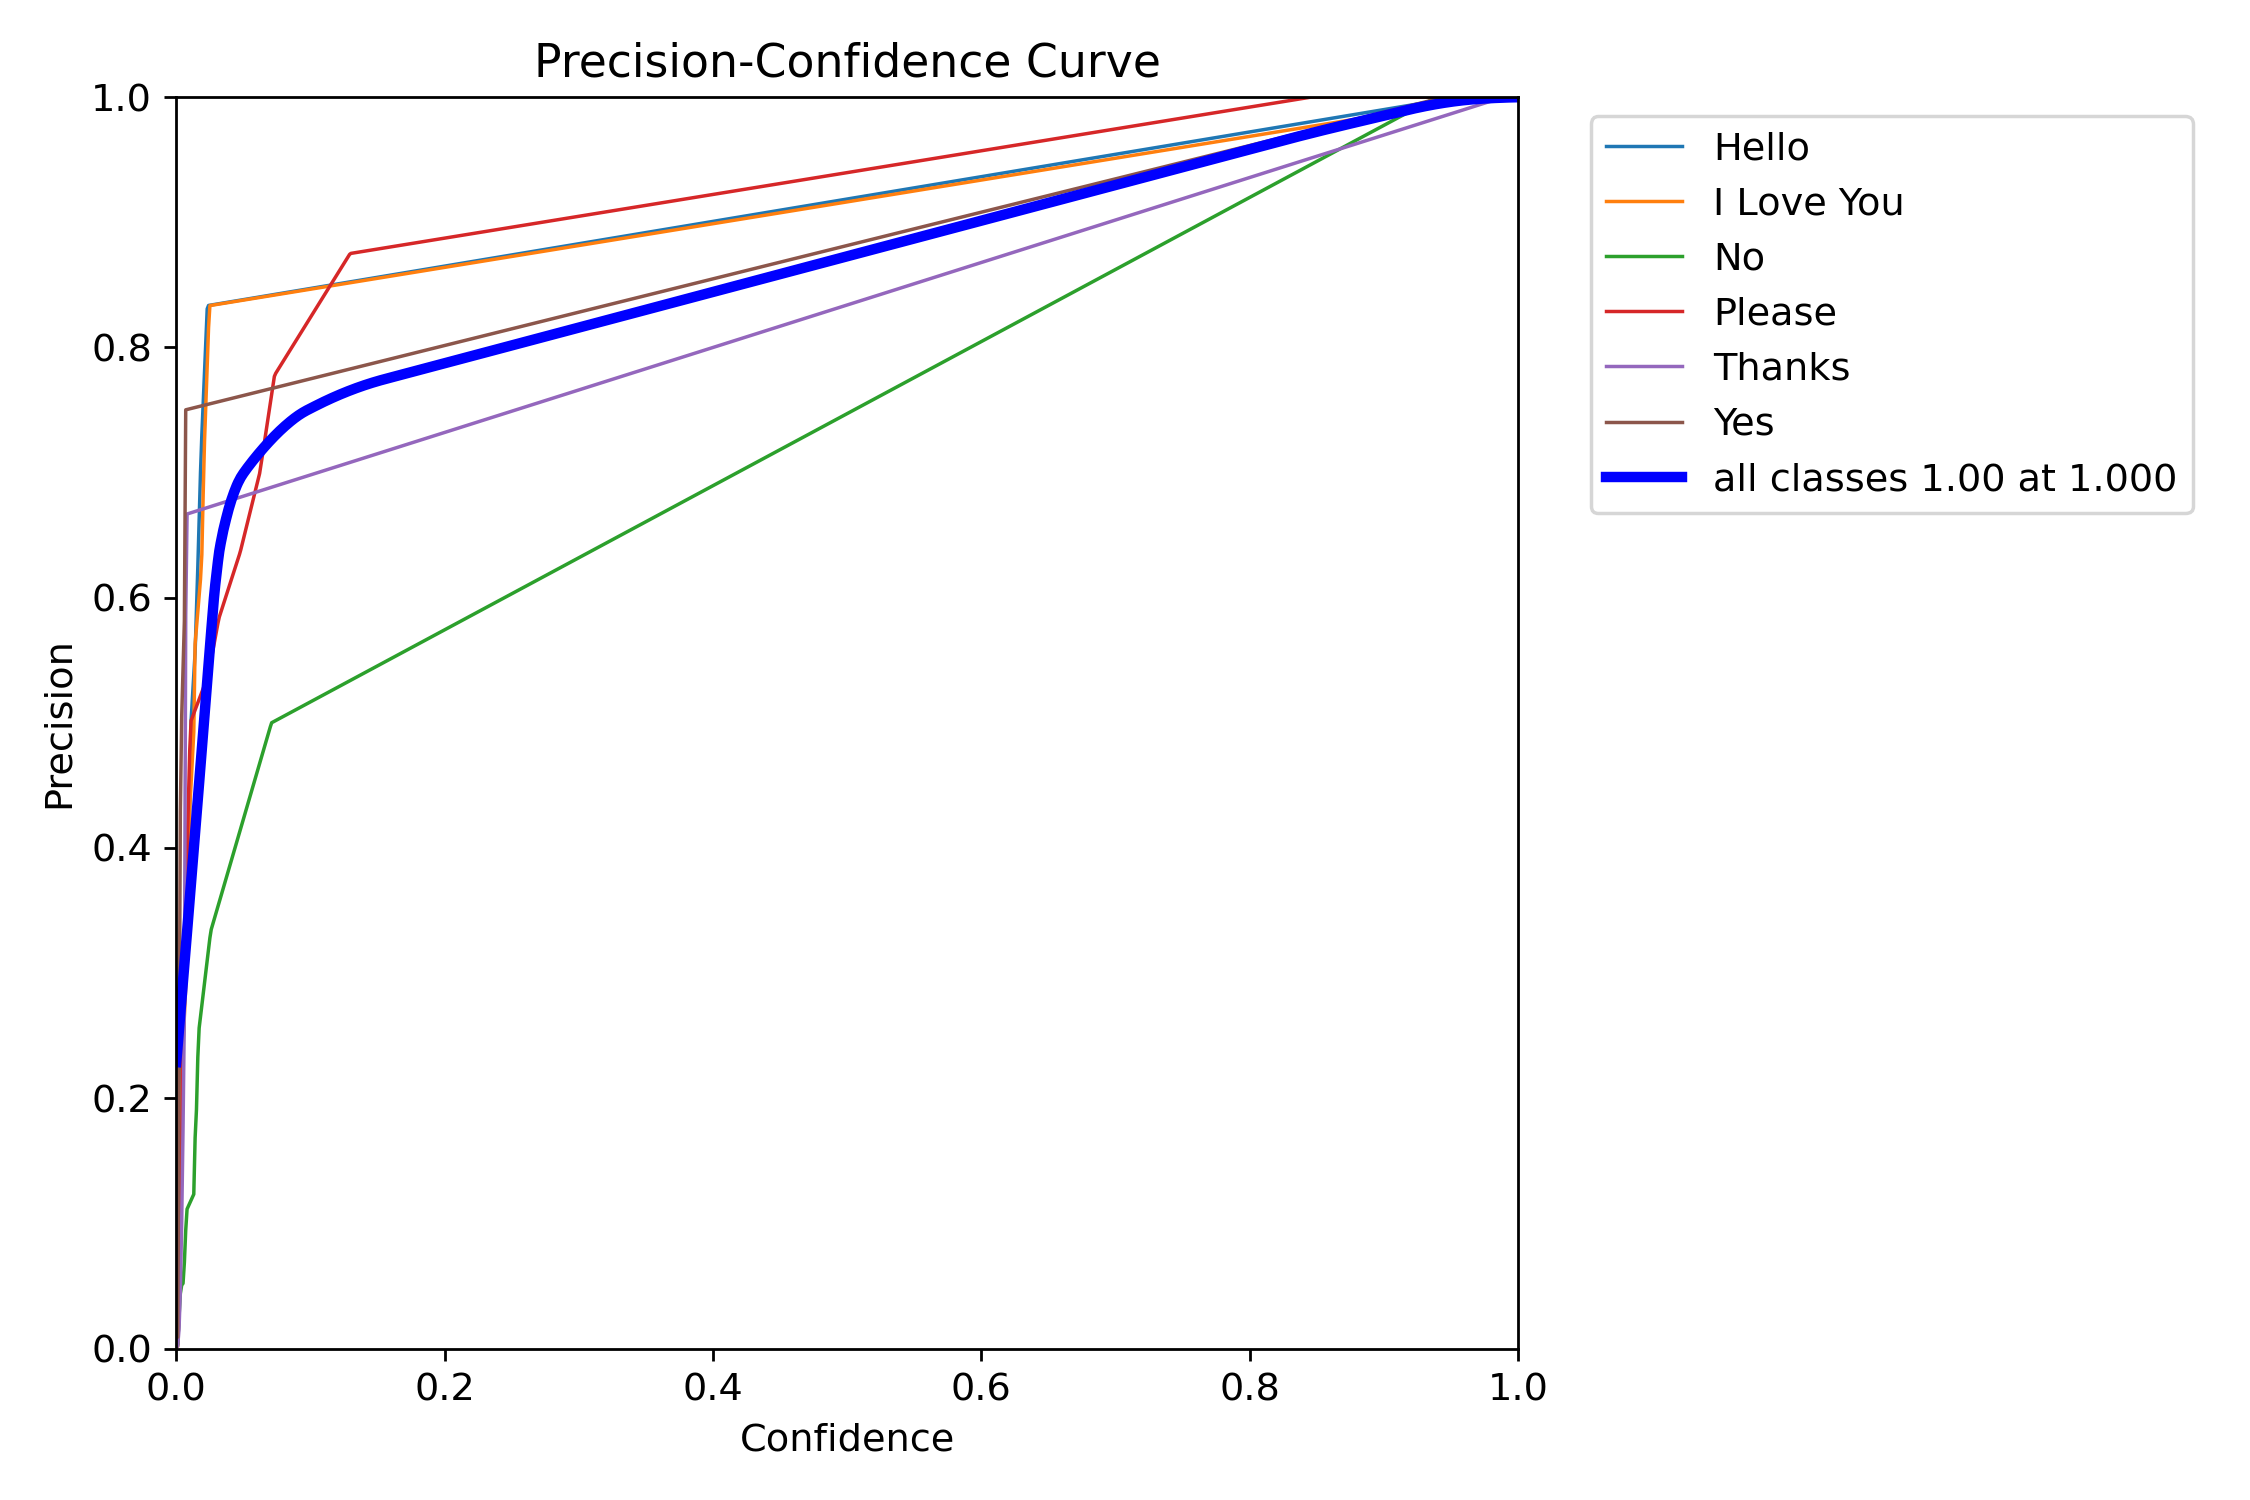 Precision-Confidence Curve
1.0
0.8
0.6
0.4
0.2
0.0
Precision
0.0 0.2 0.4 0.6 0.8 1.0
Confidence
Hello
I Love You
No
Please
Thanks
Yes
all classes 1.00 at 1.000